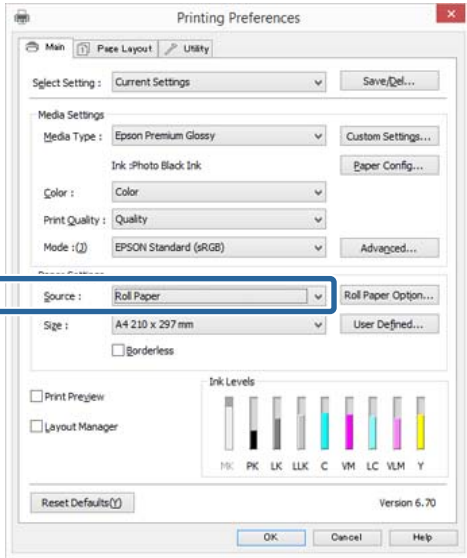 Printing Preferences
Main Page Layout Utility
Select Setting : Current Settings Save/Del...
Media Settings
Media Type : Epson Premium Glossy Custom Settings...
Ink :Photo Black Ink Paper Config...
Color : Color
Print Quality : Quality
Mode :(J) EPSON Standard (sRGB) Advanced...
Paper Settings
Source : Roll Paper Roll Paper Option...
Size : A4 210 x 297 mm User Defined...
Borderless
Ink Levels
Print Preview
Layout Manager
MK PK LK LLK C VM LC VLM Y
Reset Defaults(Y) Version 6.70
OK Cancel Help